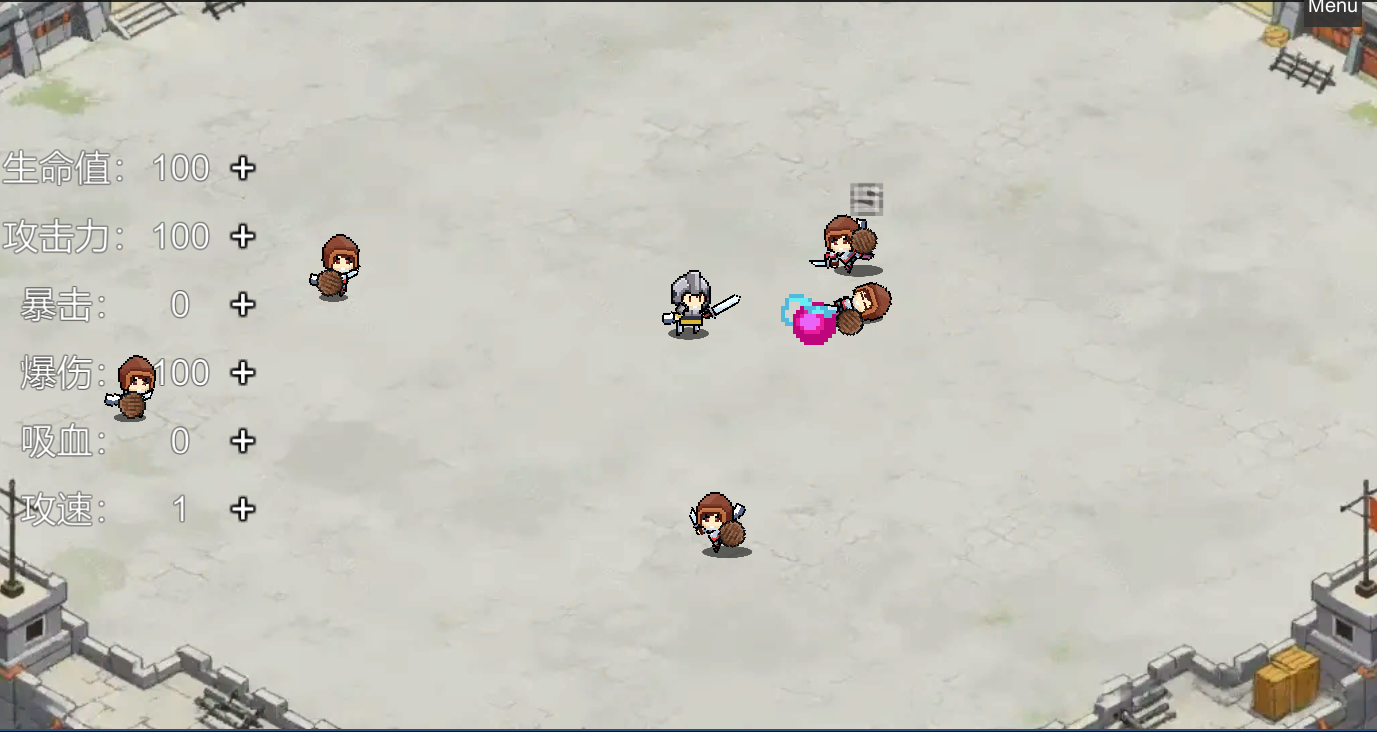 Menu
生命值： 100 +
攻击力： 100 +
暴击： 0 +
爆伤： 100 +
吸血： 0 +
攻速： 1 +